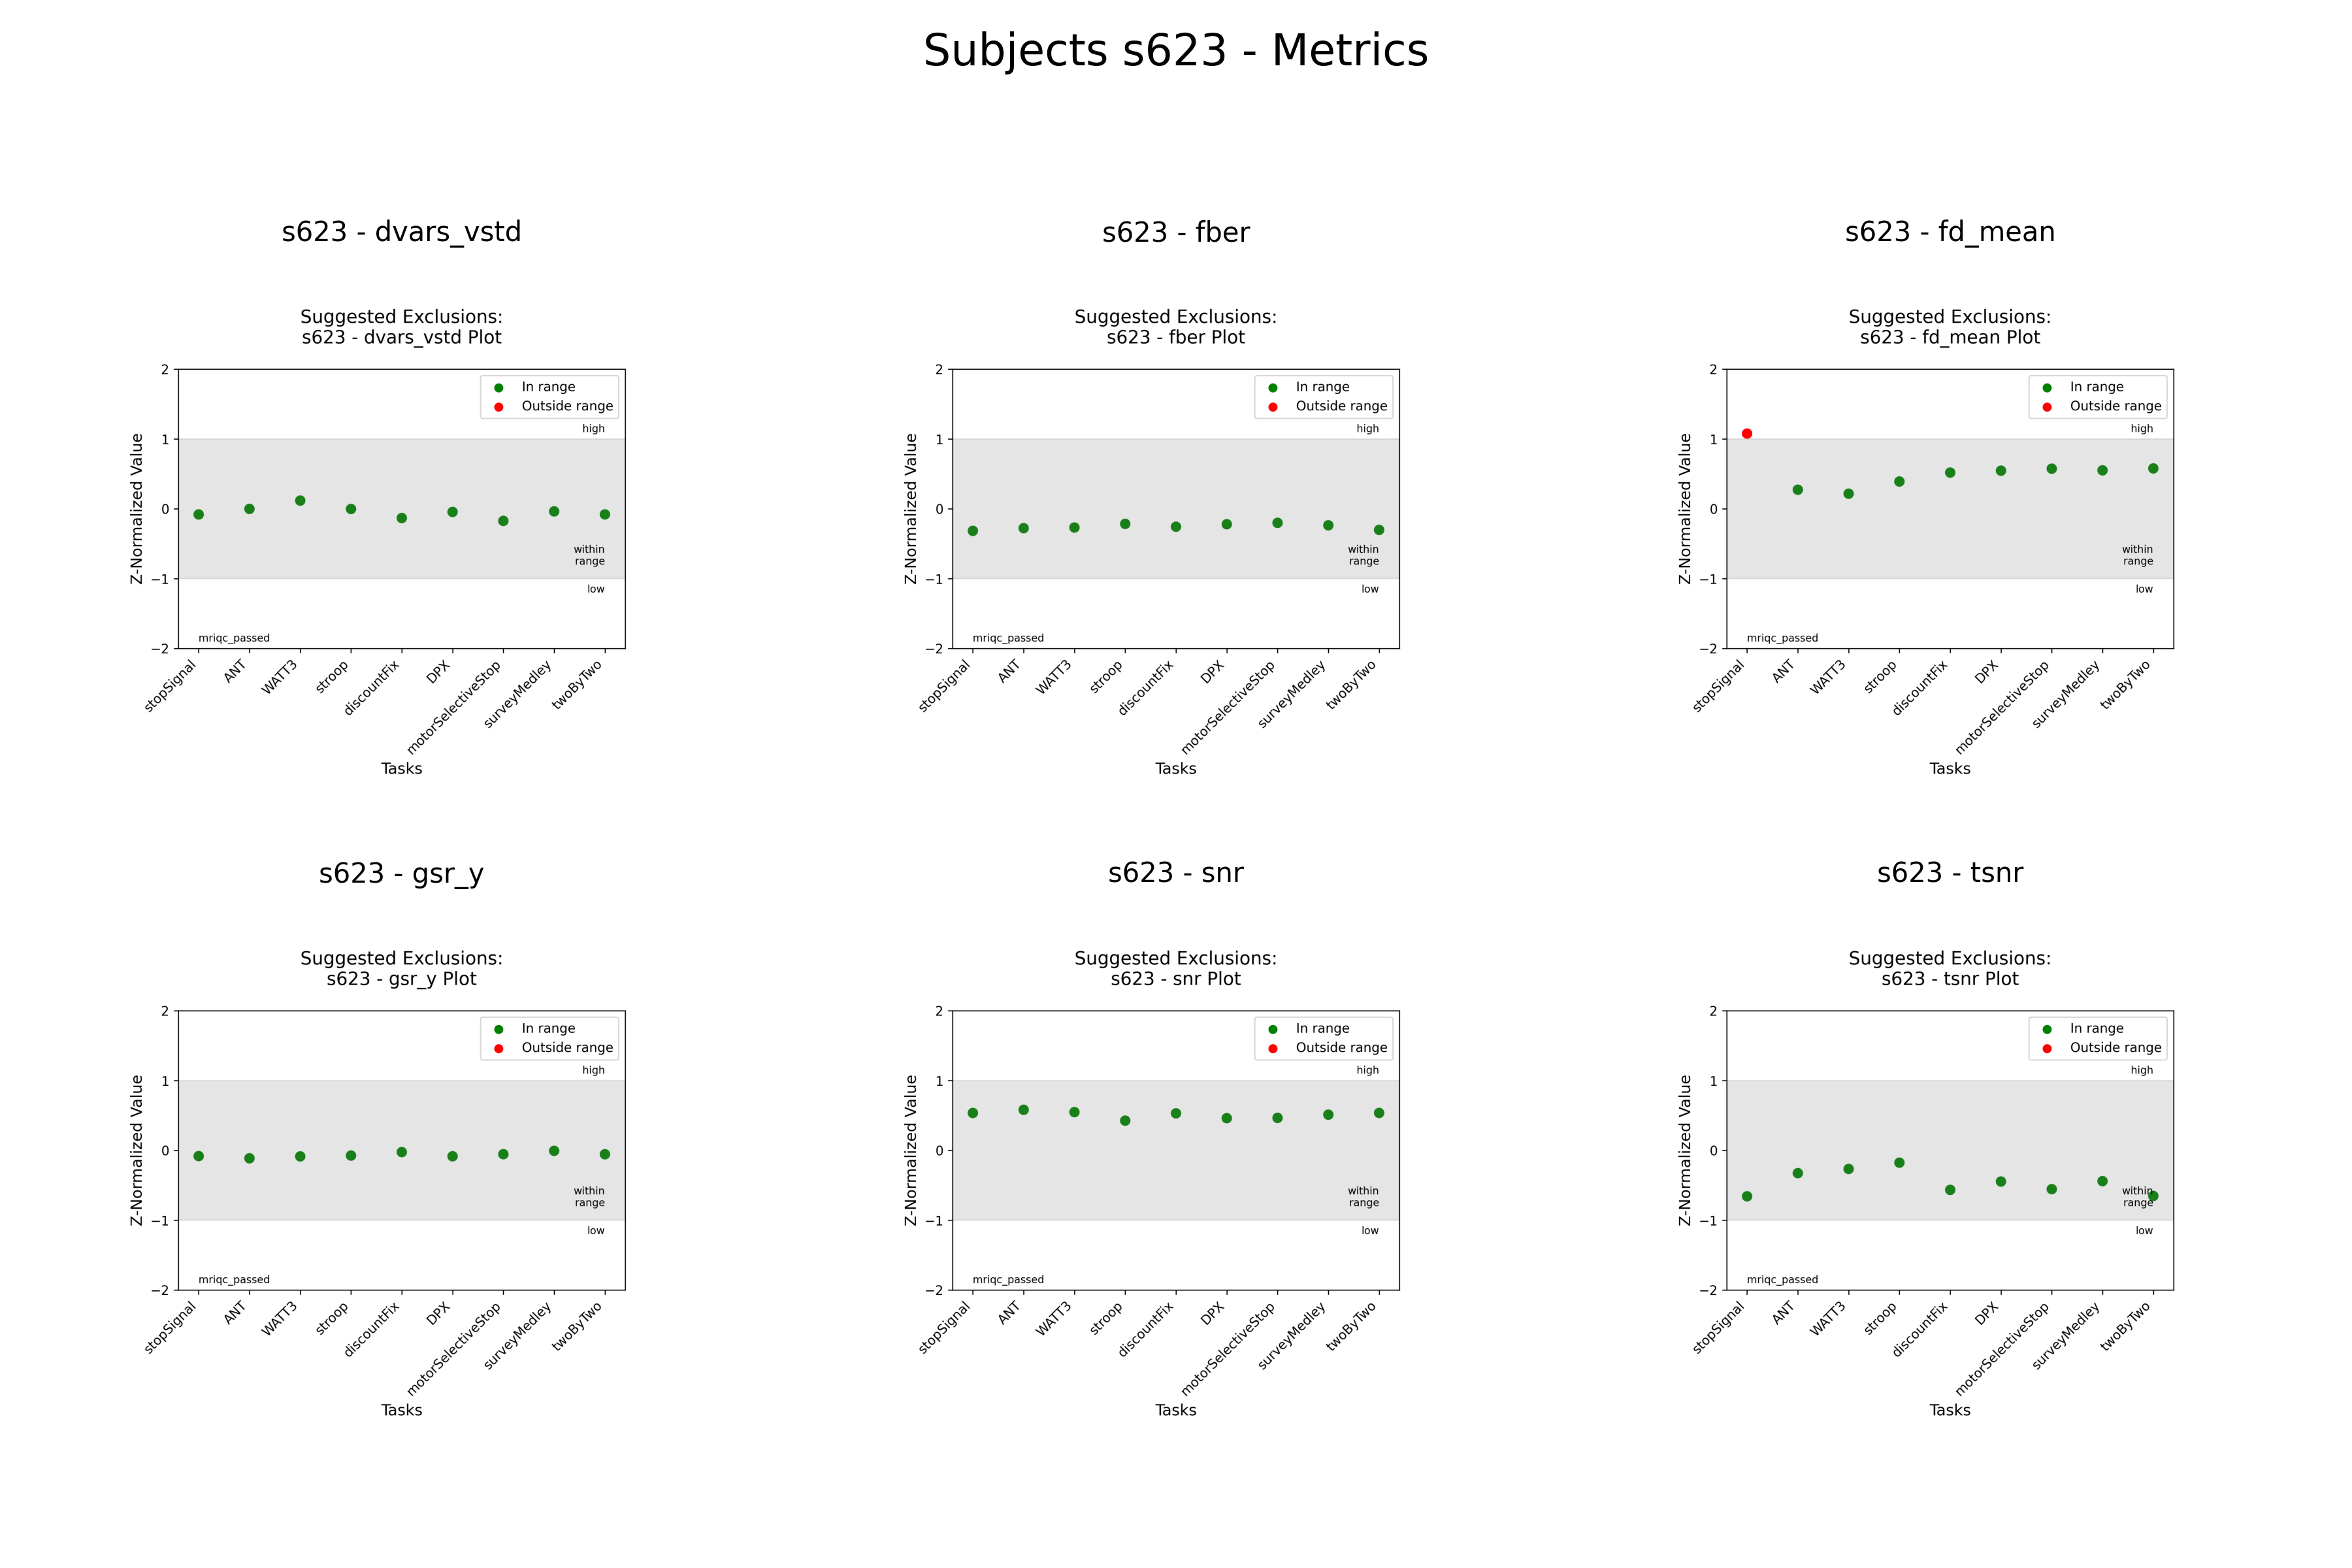 Subjects s623 - Metrics
s623 - dvars_vstd
Suggested Exclusions:
s623 - dvars_vstd Plot
Z-Normalized Value
2
1
0
−1
−2
In range
Outside range
high
within
range
low
mriqc_passed
stopSignal
ANT
WATT3
stroop
discountFix
DPX
motorSelectiveStop
surveyMedley
twoByTwo
Tasks
s623 - fber
Suggested Exclusions:
s623 - fber Plot
Z-Normalized Value
2
1
0
−1
−2
In range
Outside range
high
within
range
low
mriqc_passed
stopSignal
ANT
WATT3
stroop
discountFix
DPX
motorSelectiveStop
surveyMedley
twoByTwo
Tasks
s623 - fd_mean
Suggested Exclusions:
s623 - fd_mean Plot
Z-Normalized Value
2
1
0
−1
−2
In range
Outside range
high
within
range
low
mriqc_passed
stopSignal
ANT
WATT3
stroop
discountFix
DPX
motorSelectiveStop
surveyMedley
twoByTwo
Tasks
s623 - gsr_y
Suggested Exclusions:
s623 - gsr_y Plot
Z-Normalized Value
2
1
0
−1
−2
In range
Outside range
high
within
range
low
mriqc_passed
stopSignal
ANT
WATT3
stroop
discountFix
DPX
motorSelectiveStop
surveyMedley
twoByTwo
Tasks
s623 - snr
Suggested Exclusions:
s623 - snr Plot
Z-Normalized Value
2
1
0
−1
−2
In range
Outside range
high
within
range
low
mriqc_passed
stopSignal
ANT
WATT3
stroop
discountFix
DPX
motorSelectiveStop
surveyMedley
twoByTwo
Tasks
s623 - tsnr
Suggested Exclusions:
s623 - tsnr Plot
Z-Normalized Value
2
1
0
−1
−2
In range
Outside range
high
within
range
low
mriqc_passed
stopSignal
ANT
WATT3
stroop
discountFix
DPX
motorSelectiveStop
surveyMedley
twoByTwo
Tasks